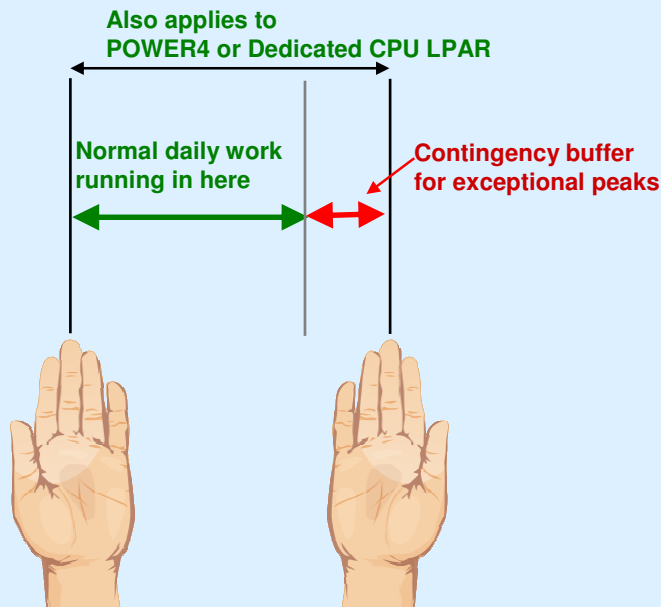 Also applies to
POWER4 or Dedicated CPU LPAR
Normal daily work
running in here
Contingency buffer
for exceptional peaks